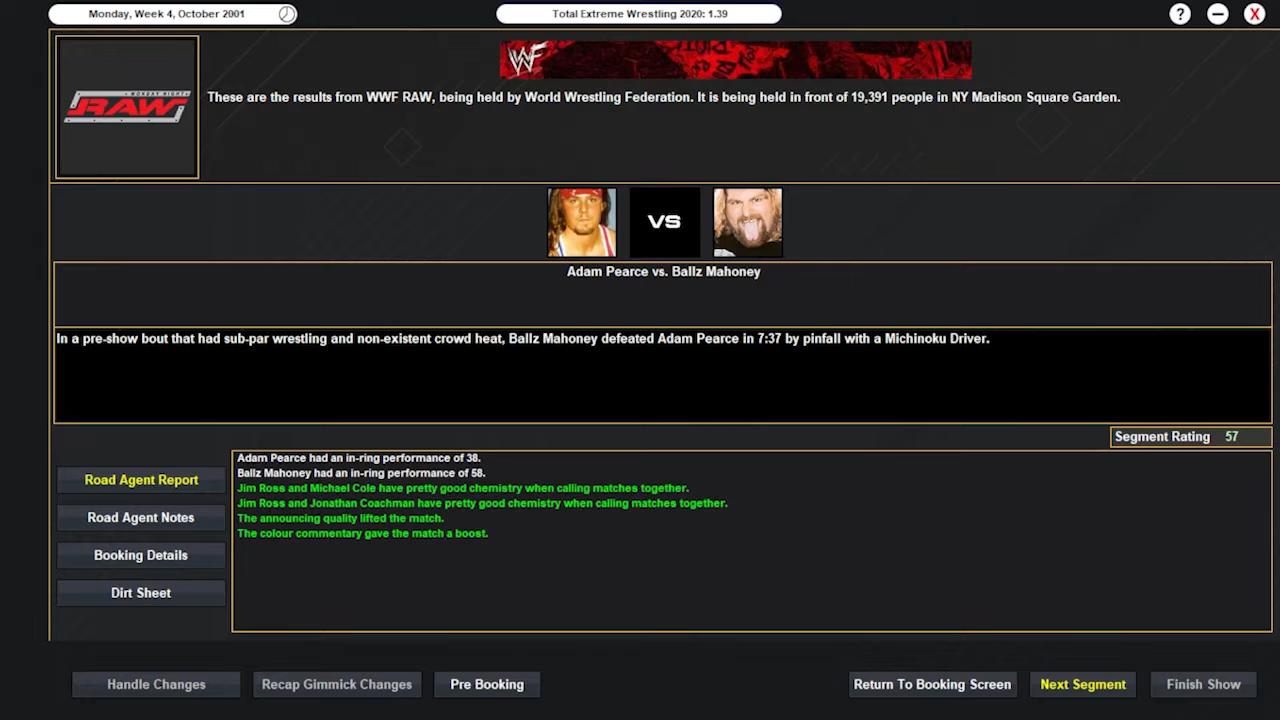 Monday, Week 4, October 2001
Total Extreme Wrestling 2020: 1.39
?
X
MONDAY NIGHT
RAW
WWF
These are the results from WWF RAW, being held by World Wrestling Federation. It is being held in front of 19,391 people in NY Madison Square Garden.
VS
Adam Pearce vs. Ballz Mahoney
In a pre-show bout that had sub-par wrestling and non-existent crowd heat, Ballz Mahoney defeated Adam Pearce in 7:37 by pinfall with a Michinoku Driver.
Segment Rating 57
Road Agent Report
Road Agent Notes
Booking Details
Dirt Sheet
Adam Pearce had an in-ring performance of 38.
Ballz Mahoney had an in-ring performance of 58.
Jim Ross and Michael Cole have pretty good chemistry when calling matches together.
Jim Ross and Jonathan Coachman have pretty good chemistry when calling matches together.
The announcing quality lifted the match.
The colour commentary gave the match a boost.
Handle Changes
Recap Gimmick Changes
Pre Booking
Return To Booking Screen
Next Segment
Finish Show